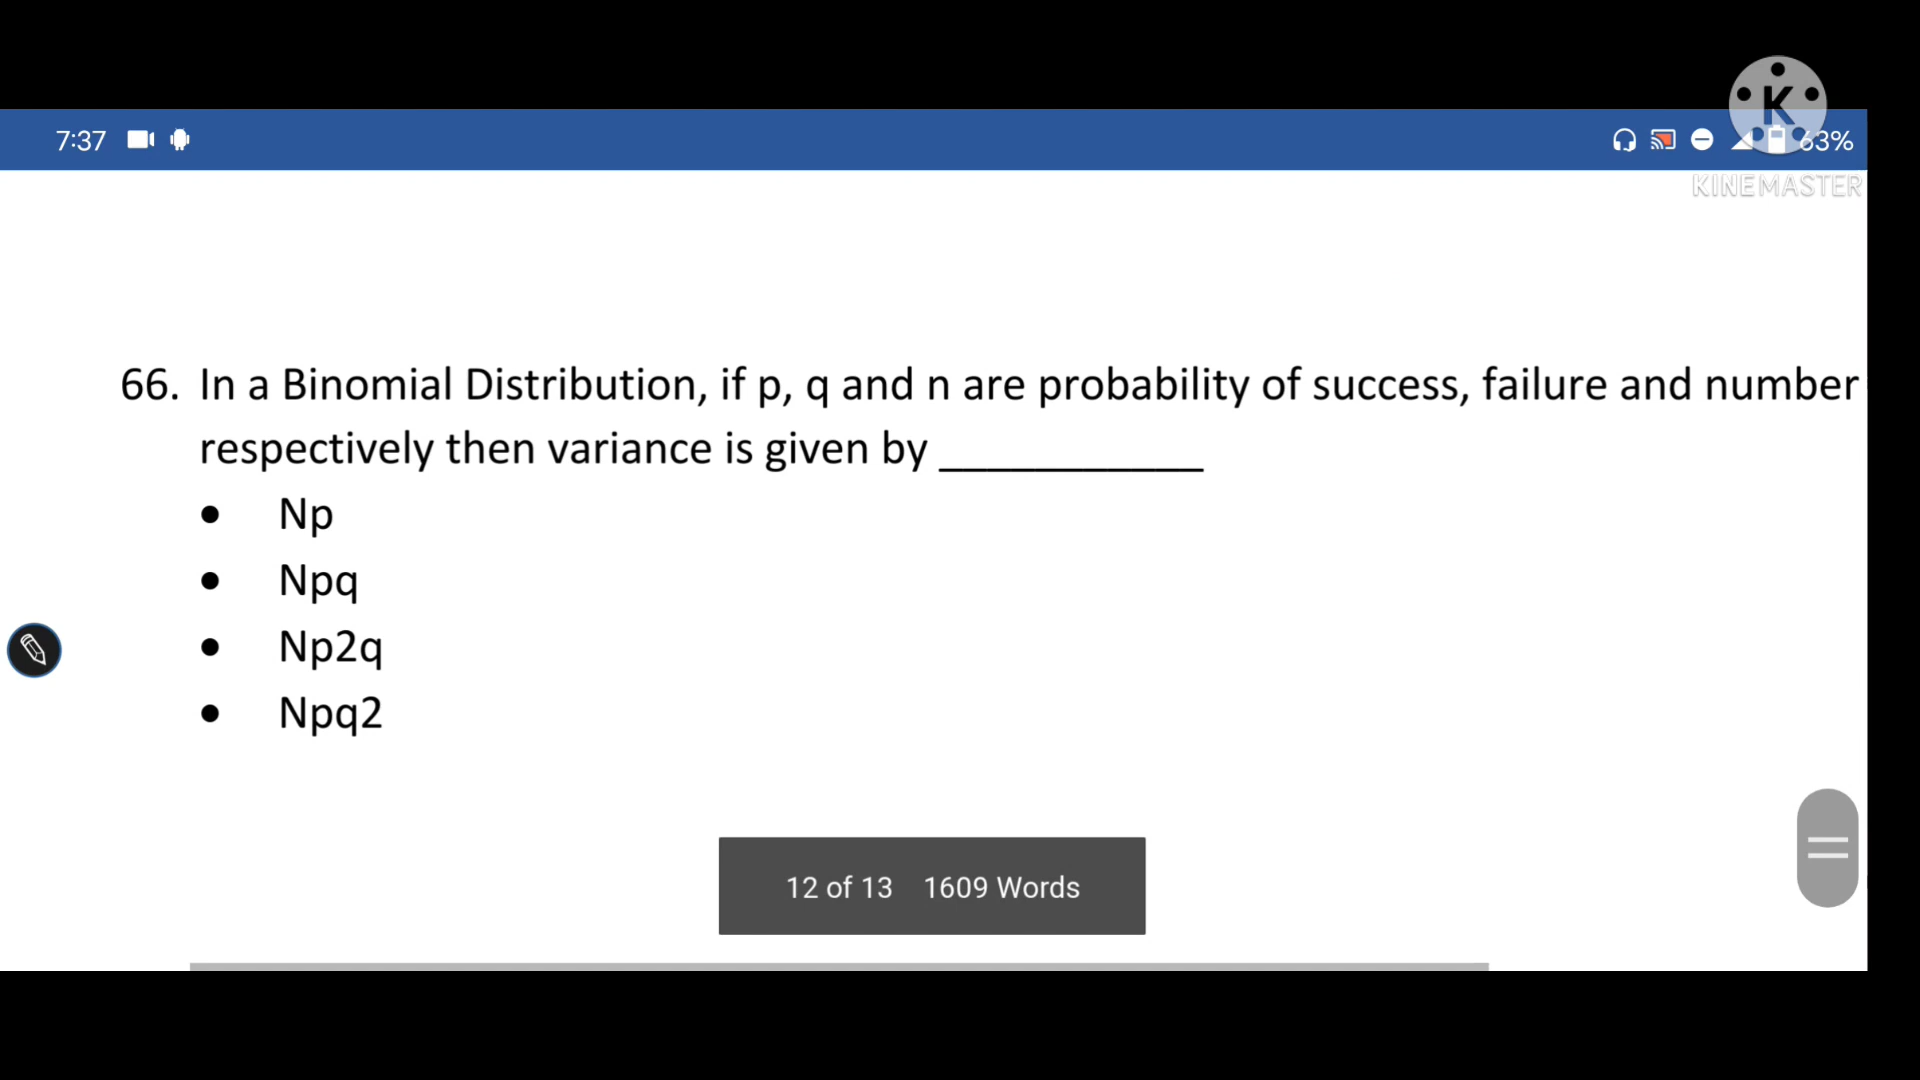 7:37
63%
K
KINEMASTER
66. In a Binomial Distribution, if p, q and n are probability of success, failure and number
respectively then variance is given by ___________
• Np
• Npq
• Np2q
• Npq2
12 of 13 1609 Words